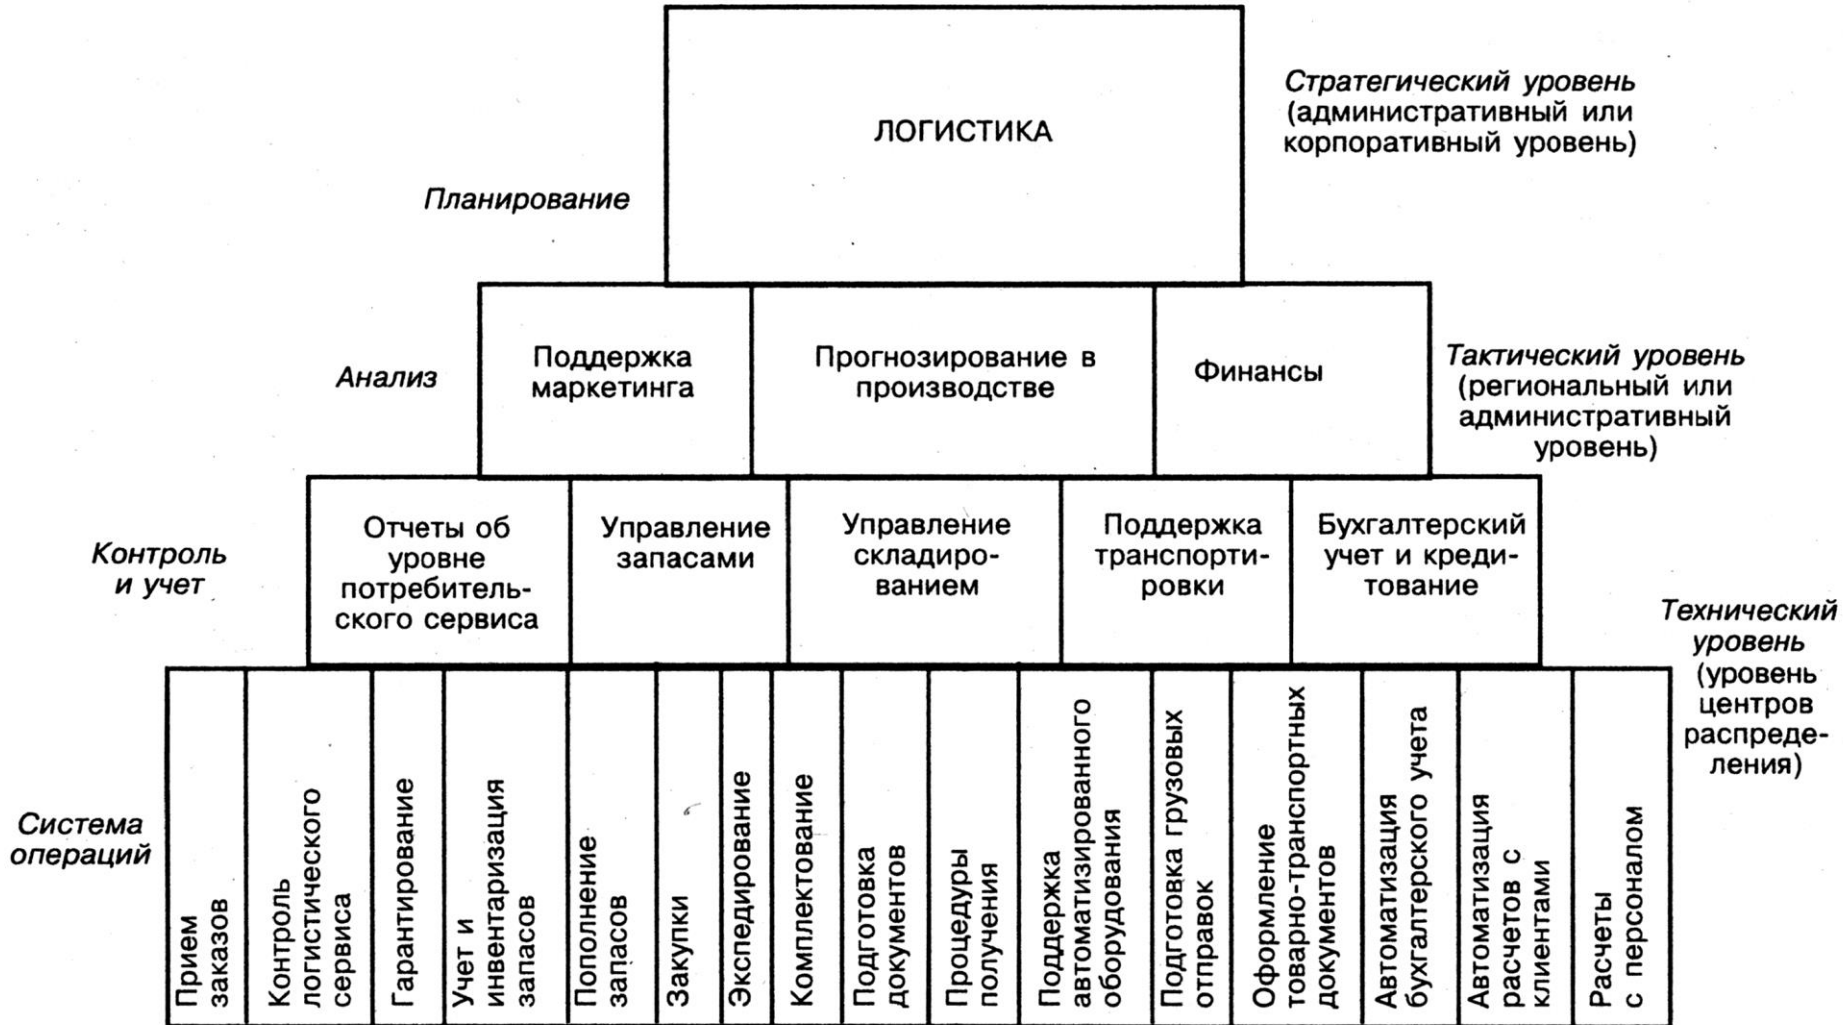 ЛОГИСТИКА
Стратегический уровень
(административный или
корпоративный уровень)
Планирование
Анализ
Поддержка
маркетинга
Прогнозирование в
производстве
Финансы
Тактический уровень
(региональный или
административный
уровень)
Контроль
и учет
Отчеты об
уровне
потребитель-
ского сервиса
Управление
запасами
Управление
складиро-
ванием
Поддержка
транспорти-
ровки
Бухгалтерский
учет и креди-
тование
Технический
уровень
(уровень
центров
распреде-
ления)
Система
операций
Прием
заказов
Контроль
логистического
сервиса
Гарантирование
Учет и
инвентаризация
запасов
Пополнение
запасов
Закупки
Экспедирование
Комплектование
Подготовка
документов
Процедуры
получения
Поддержка
автоматизированного
оборудования
Подготовка грузовых
отправок
Оформление
товарно-транспортных
документов
Автоматизация
бухгалтерского учета
Автоматизация
расчетов с
клиентами
Расчеты
с персоналом